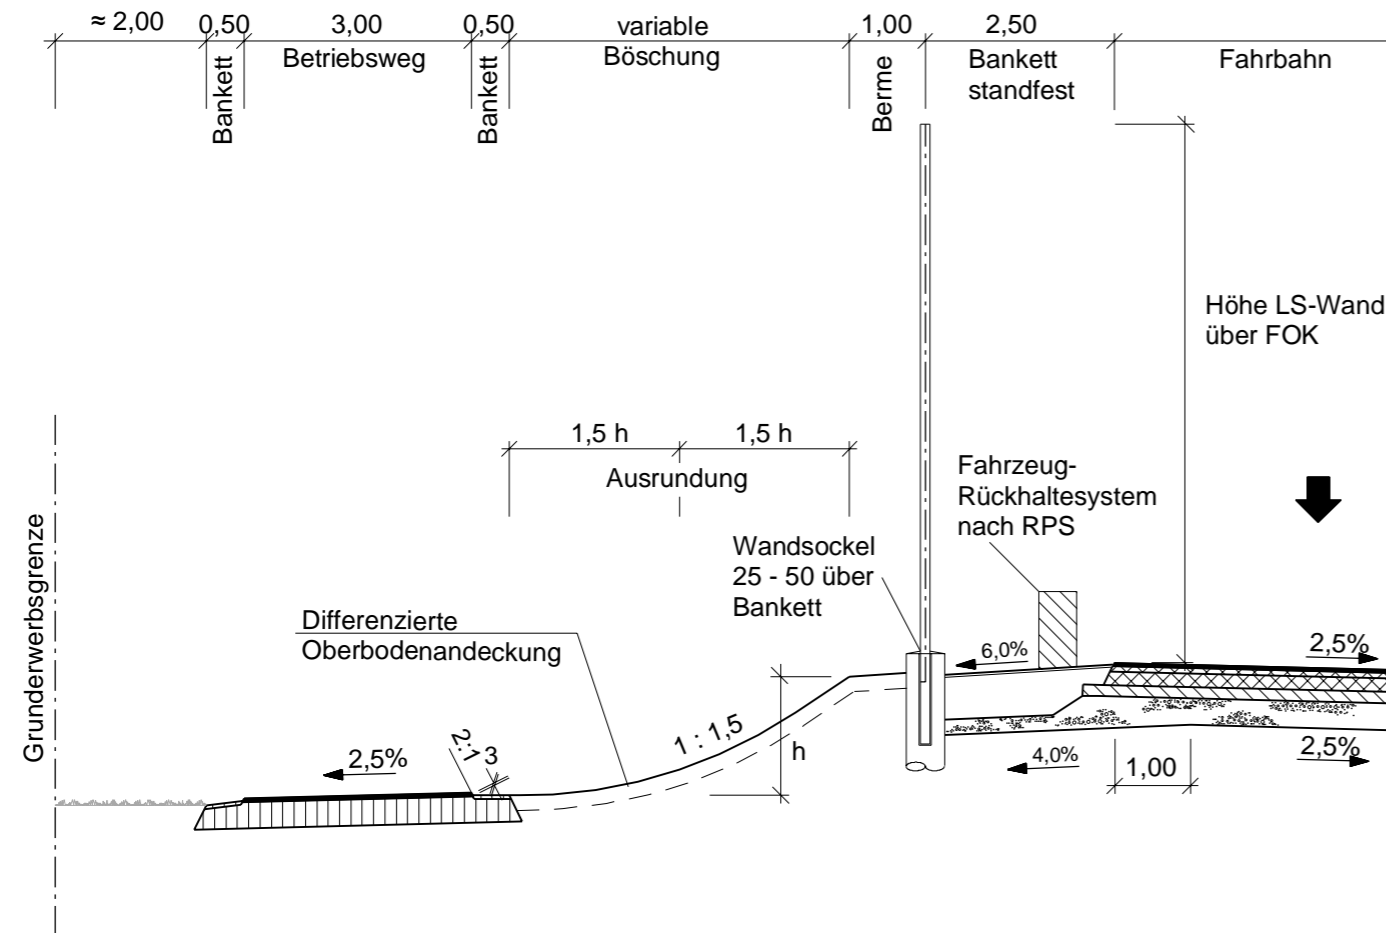 ≈ 2,00
0,50
3,00
0,50
variable
Böschung
1,00
2,50
Bankett
Betriebsweg
Bankett
Berme
Bankett
standfest
Fahrbahn
Höhe LS-Wand
über FOK
1,5 h
1,5 h
Ausrundung
Fahrzeug-
Rückhaltesystem
nach RPS
Wandsockel
25 - 50 über
Bankett
Grunderwerbsgrenze
Differenzierte
Oberbodenandeckung
6,0%
2,5%
1 : 1,5
h
2,5%
2:1
3
4,0%
1,00
2,5%